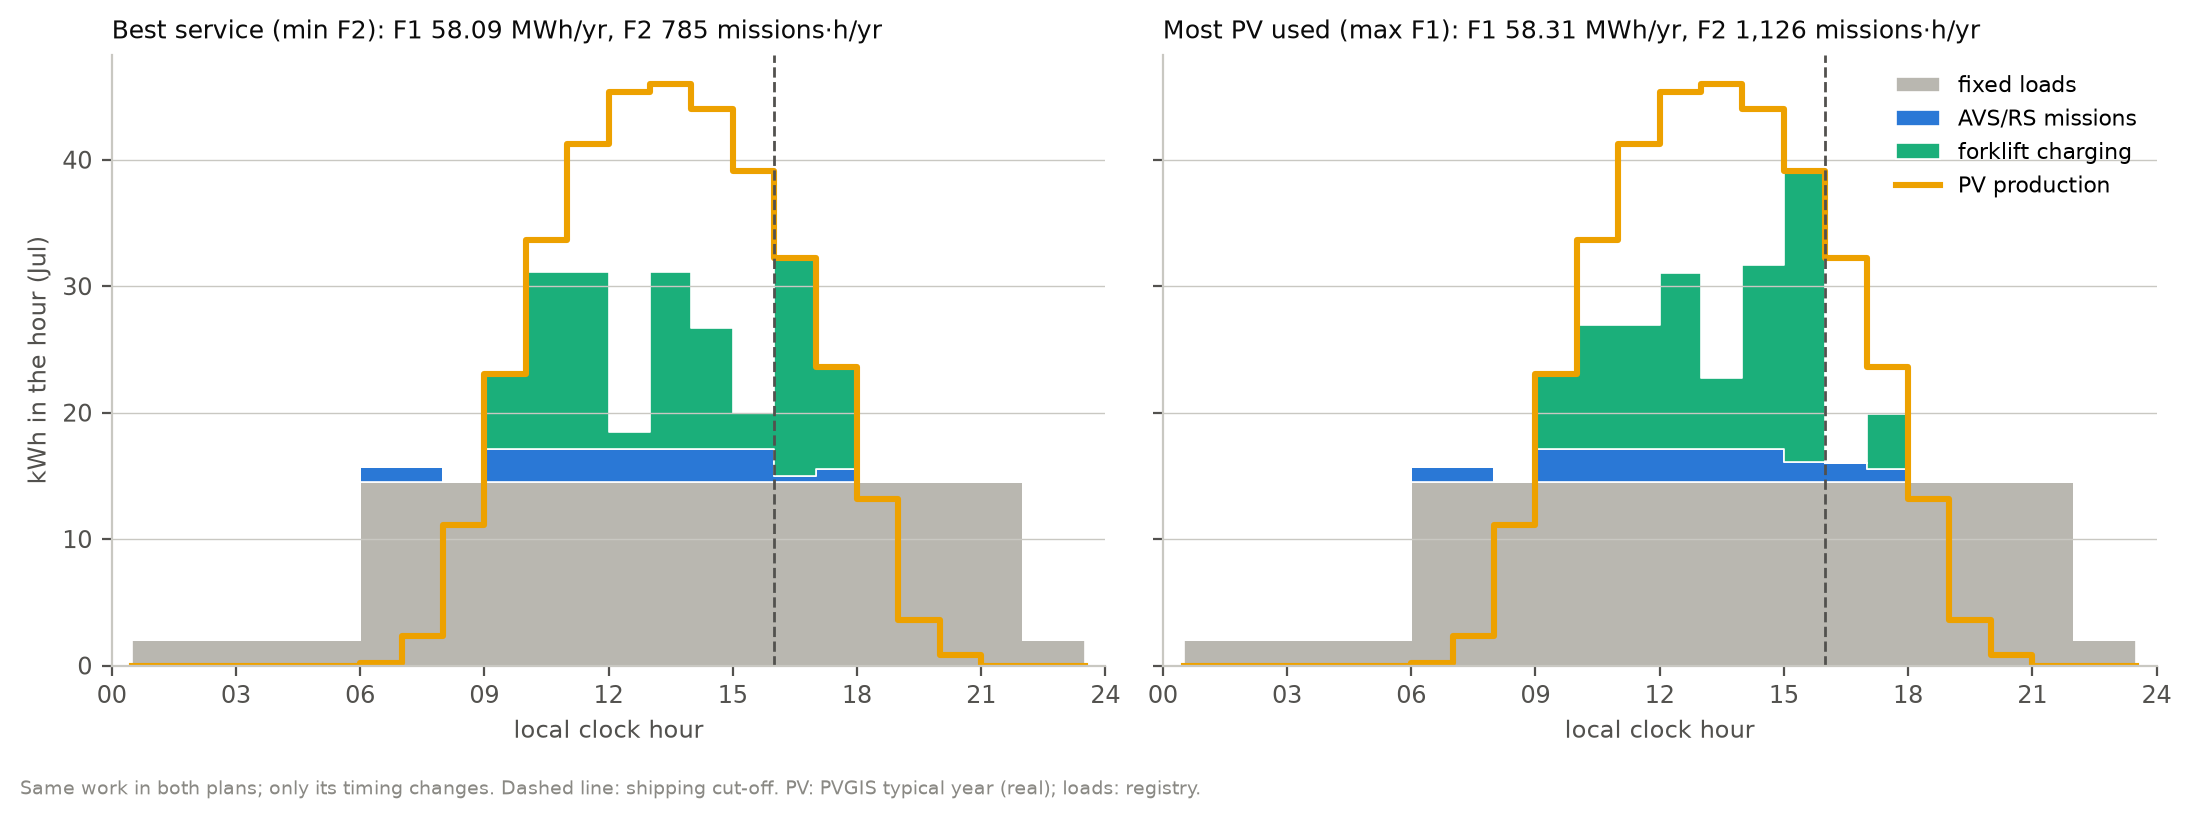 Best service (min F2): F1 58.09 MWh/yr, F2 785 missions·h/yr
Most PV used (max F1): F1 58.31 MWh/yr, F2 1,126 missions·h/yr
fixed loads
AVS/RS missions
forklift charging
PV production
kWh in the hour (Jul)
40
30
20
10
0
00 03 06 09 12 15 18 21 24
00 03 06 09 12 15 18 21 24
local clock hour
local clock hour
Same work in both plans; only its timing changes. Dashed line: shipping cut-off. PV: PVGIS typical year (real); loads: registry.